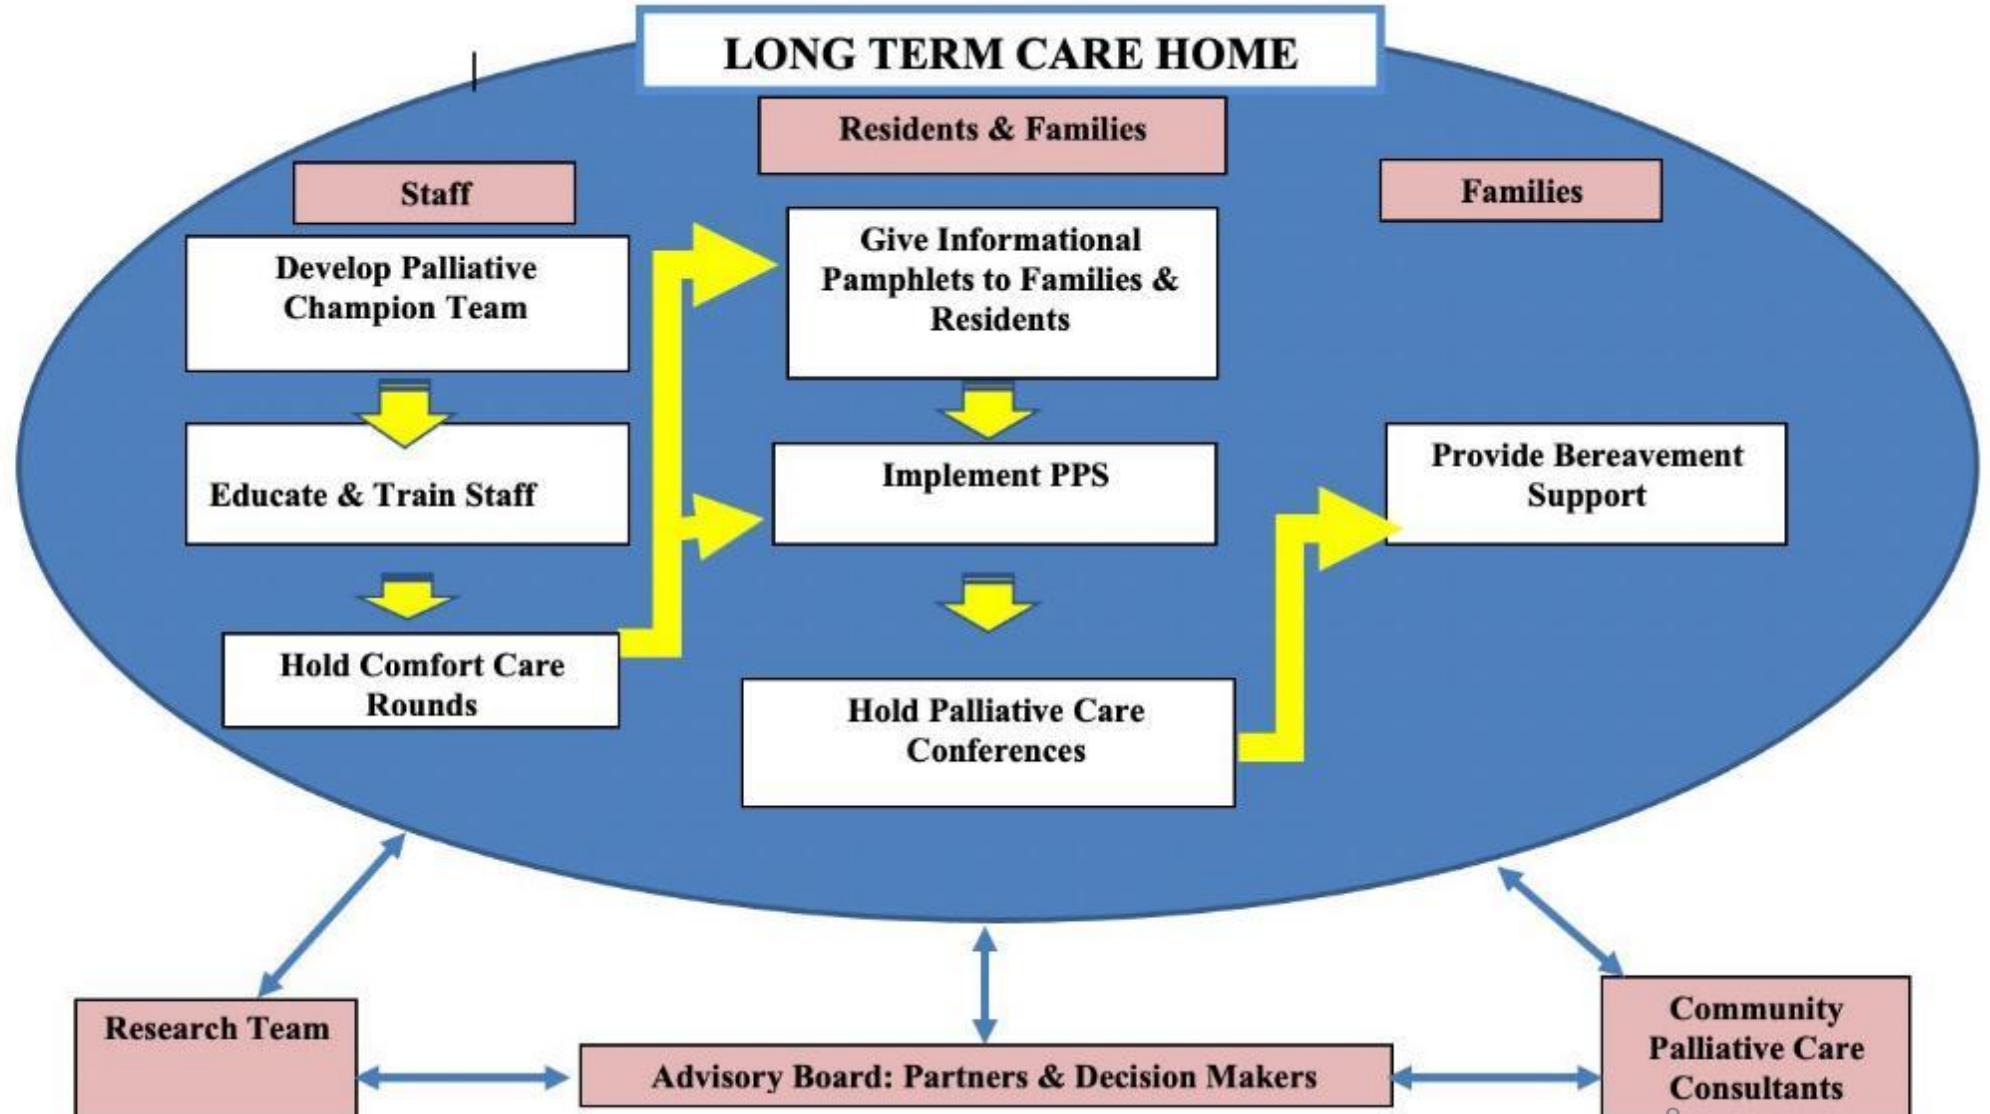 LONG TERM CARE HOME
Residents & Families
Staff
Families
Develop Palliative
Champion Team
Give Informational
Pamphlets to Families &
Residents
Educate & Train Staff
Implement PPS
Provide Bereavement
Support
Hold Comfort Care
Rounds
Hold Palliative Care
Conferences
Research Team
Advisory Board: Partners & Decision Makers
Community
Palliative Care
Consultants